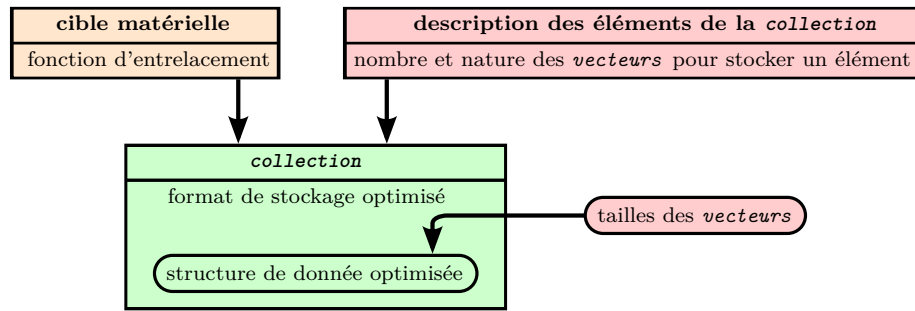 cible matérielle
fonction d'entrelacement
description des éléments de la collection
nombre et nature des vecteurs pour stocker un élément
collection
format de stockage optimisé
tailles des vecteurs
structure de donnée optimisée